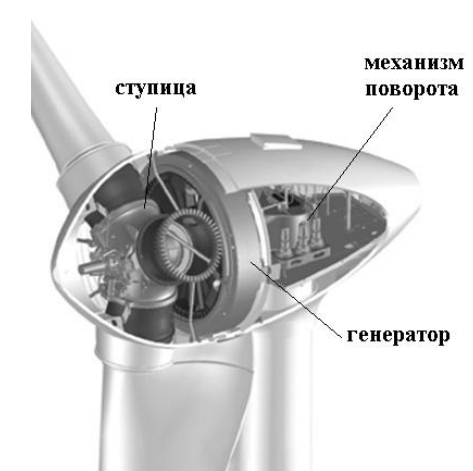 механизм
поворота
ступица
генератор